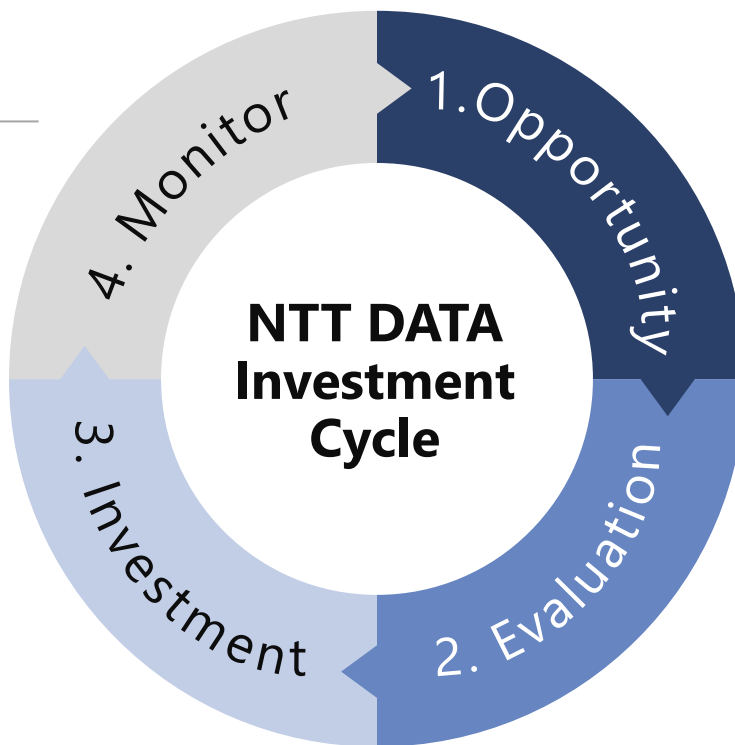 NTT DATA
Investment
Cycle
1.Opportunity
2. Evaluation
3. Investment
4. Monitor